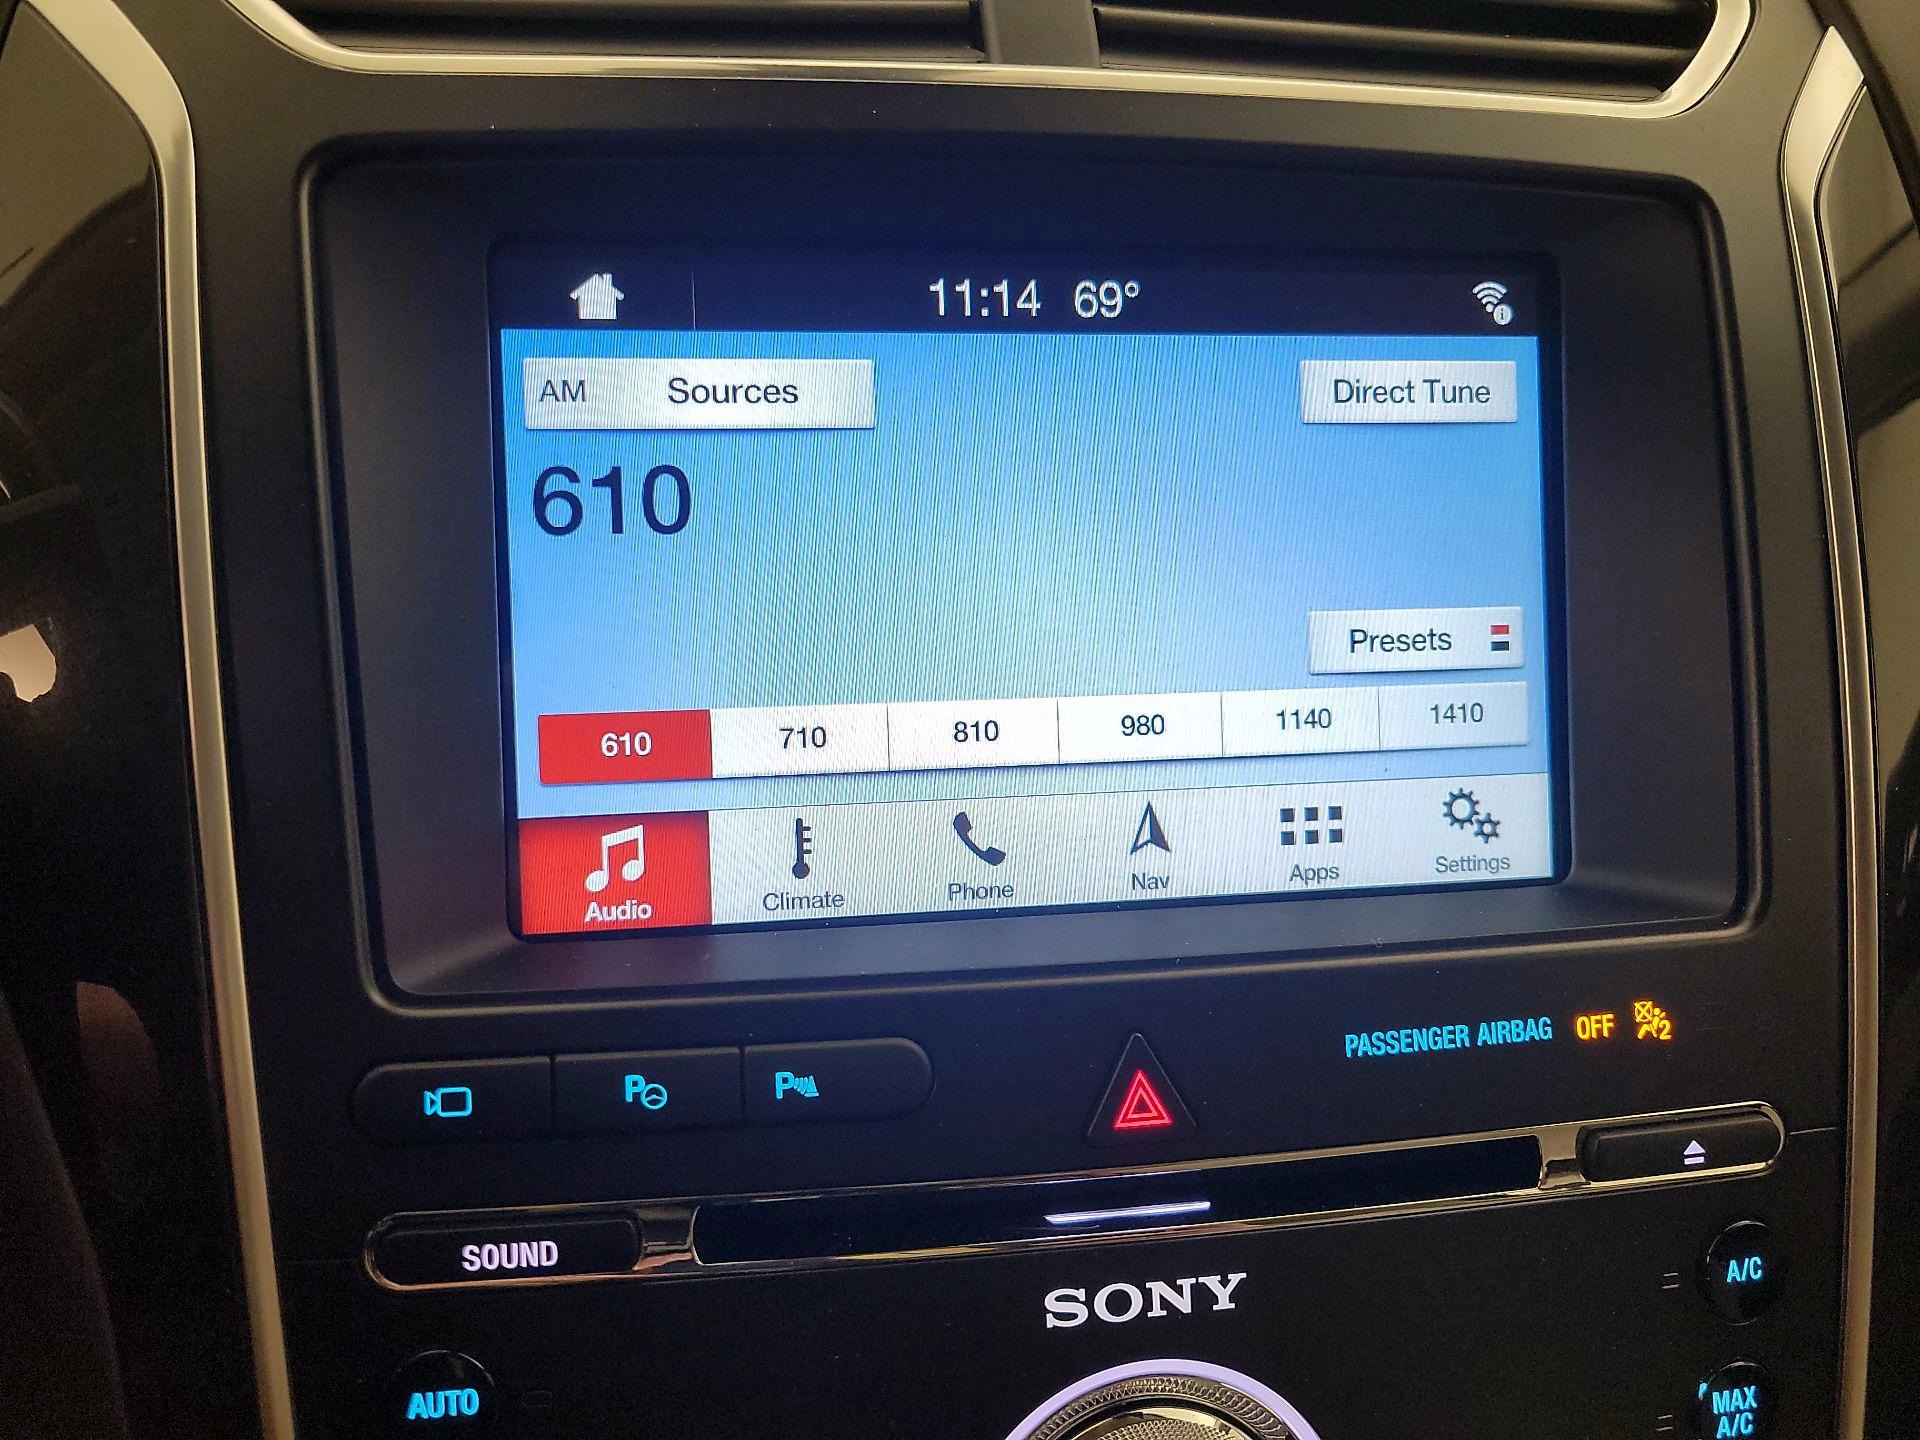 11:14 69°
AM Sources
Direct Tune
610
Presets
610 710 810 980 1140 1410
Audio Climate Phone Nav Apps Settings
PASSENGER AIRBAG OFF 2
P P
SOUND
SONY
A/C
AUTO
MAX
A/C